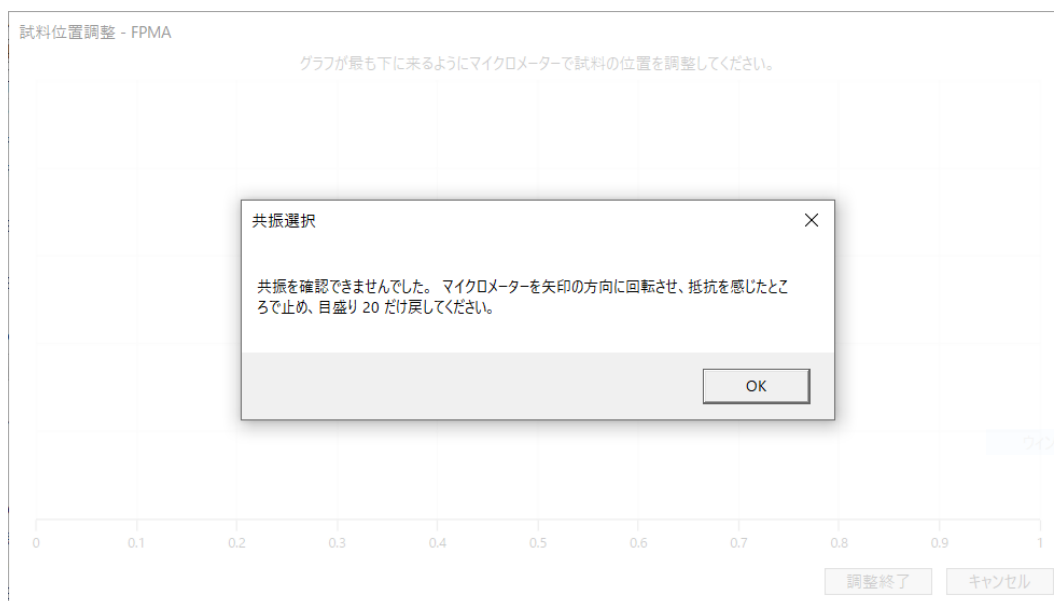 試料位置調整 - FPMA
グラフが最も下に来るようにマイクロメーターで試料の位置を調整してください。
共振選択
共振を確認できませんでした。 マイクロメーターを矢印の方向に回転させ、抵抗を感じたとこ
ろで止め、目盛り 20 だけ戻してください。
OK
0 0.1 0.2 0.3 0.4 0.5 0.6 0.7 0.8 0.9 1
調整終了 キャンセル